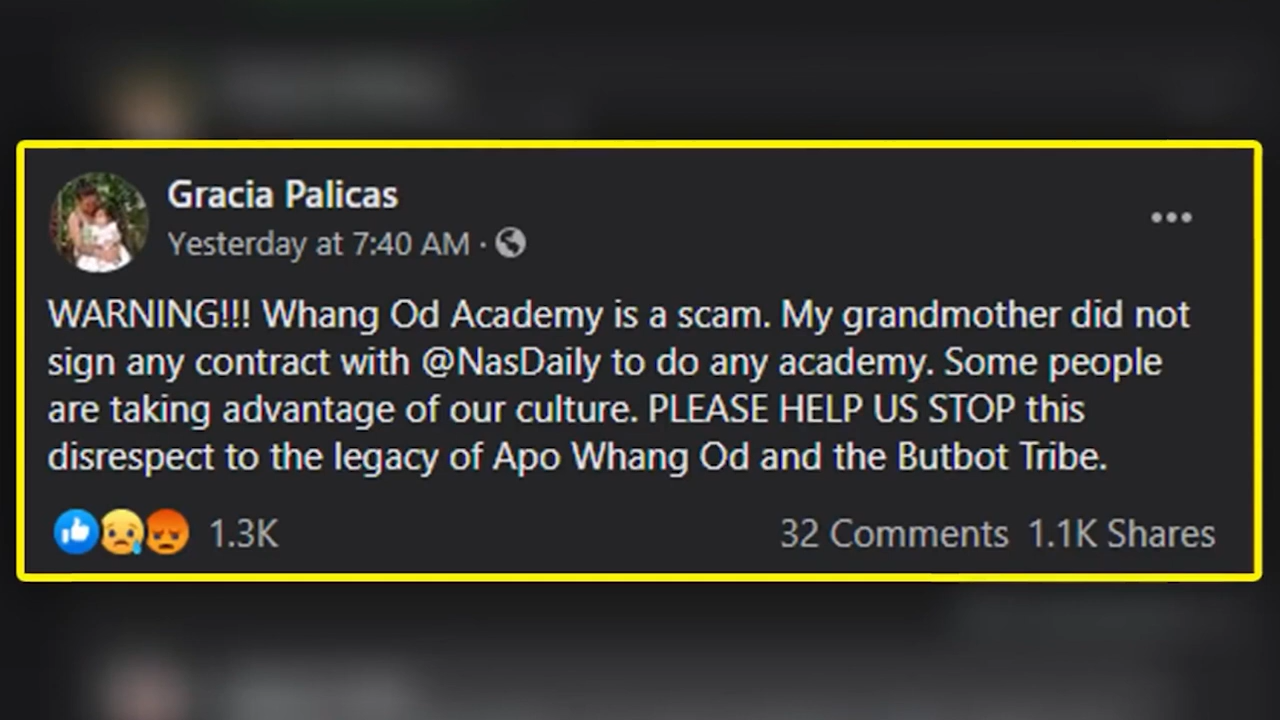 Gracia Palicas
Yesterday at 7:40 AM ·
WARNING!!! Whang Od Academy is a scam. My grandmother did not
sign any contract with @NasDaily to do any academy. Some people
are taking advantage of our culture. PLEASE HELP US STOP this
disrespect to the legacy of Apo Whang Od and the Butbot Tribe.
1.3K 32 Comments 1.1K Shares